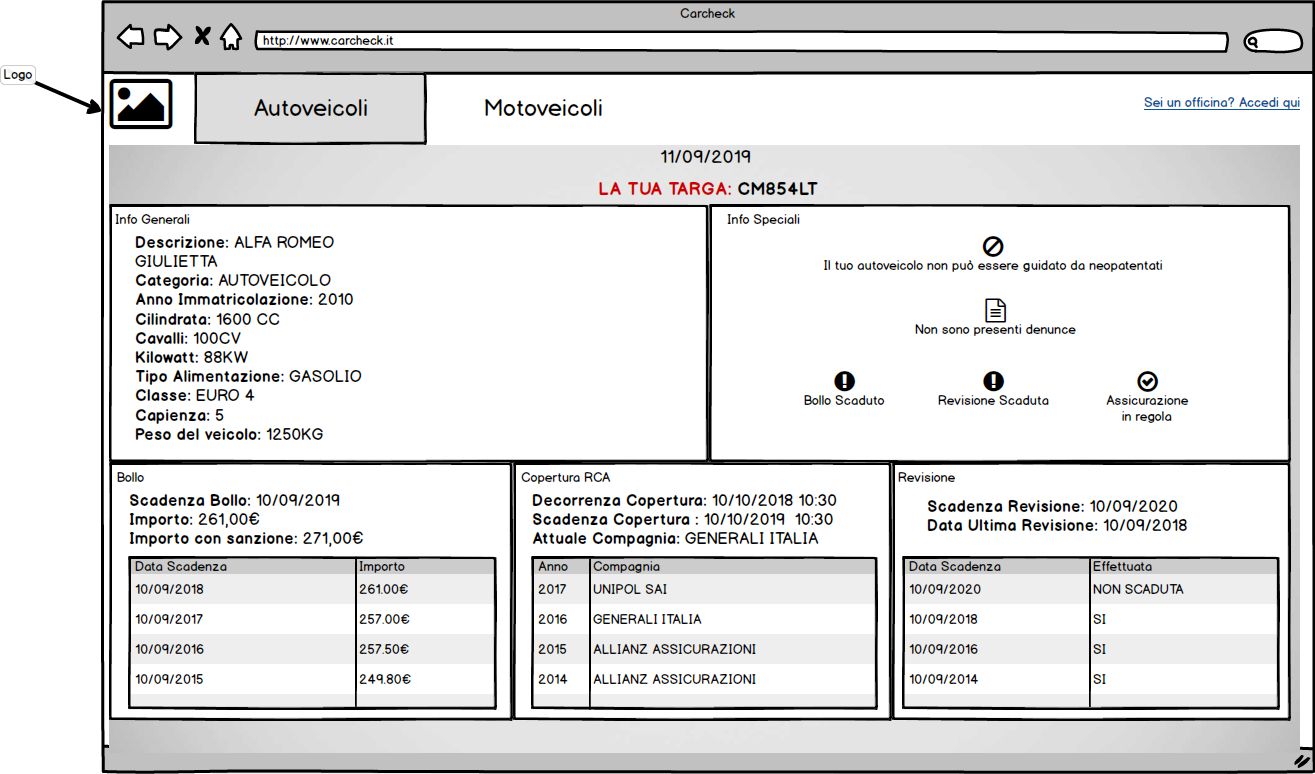 Carcheck
http://www.carcheck.it
Logo
Autoveicoli
Motoveicoli
Sei un officina? Accedi qui
11/09/2019
LA TUA TARGA: CM854LT
Info Generali
Descrizione: ALFA ROMEO
GIULIETTA
Categoria: AUTOVEICOLO
Anno Immatricolazione: 2010
Cilindrata: 1600 CC
Cavalli: 100CV
Kilowatt: 88KW
Tipo Alimentazione: GASOLIO
Classe: EURO 4
Capienza: 5
Peso del veicolo: 1250KG
Info Speciali
Il tuo autoveicolo non può essere guidato da neopatentati
Non sono presenti denunce
Bollo Scaduto
Revisione Scaduta
Assicurazione
in regola
Bollo
Scadenza Bollo: 10/09/2019
Importo: 261,00€
Importo con sanzione: 271,00€
Data Scadenza Importo
10/09/2018 261.00€
10/09/2017 257.00€
10/09/2016 257.50€
10/09/2015 249.80€
Copertura RCA
Decorrenza Copertura: 10/10/2018 10:30
Scadenza Copertura : 10/10/2019 10:30
Attuale Compagnia: GENERALI ITALIA
Anno Compagnia
2017 UNIPOL SAI
2016 GENERALI ITALIA
2015 ALLIANZ ASSICURAZIONI
2014 ALLIANZ ASSICURAZIONI
Revisione
Scadenza Revisione: 10/09/2020
Data Ultima Revisione: 10/09/2018
Data Scadenza Effettuata
10/09/2020 NON SCADUTA
10/09/2018 SI
10/09/2016 SI
10/09/2014 SI